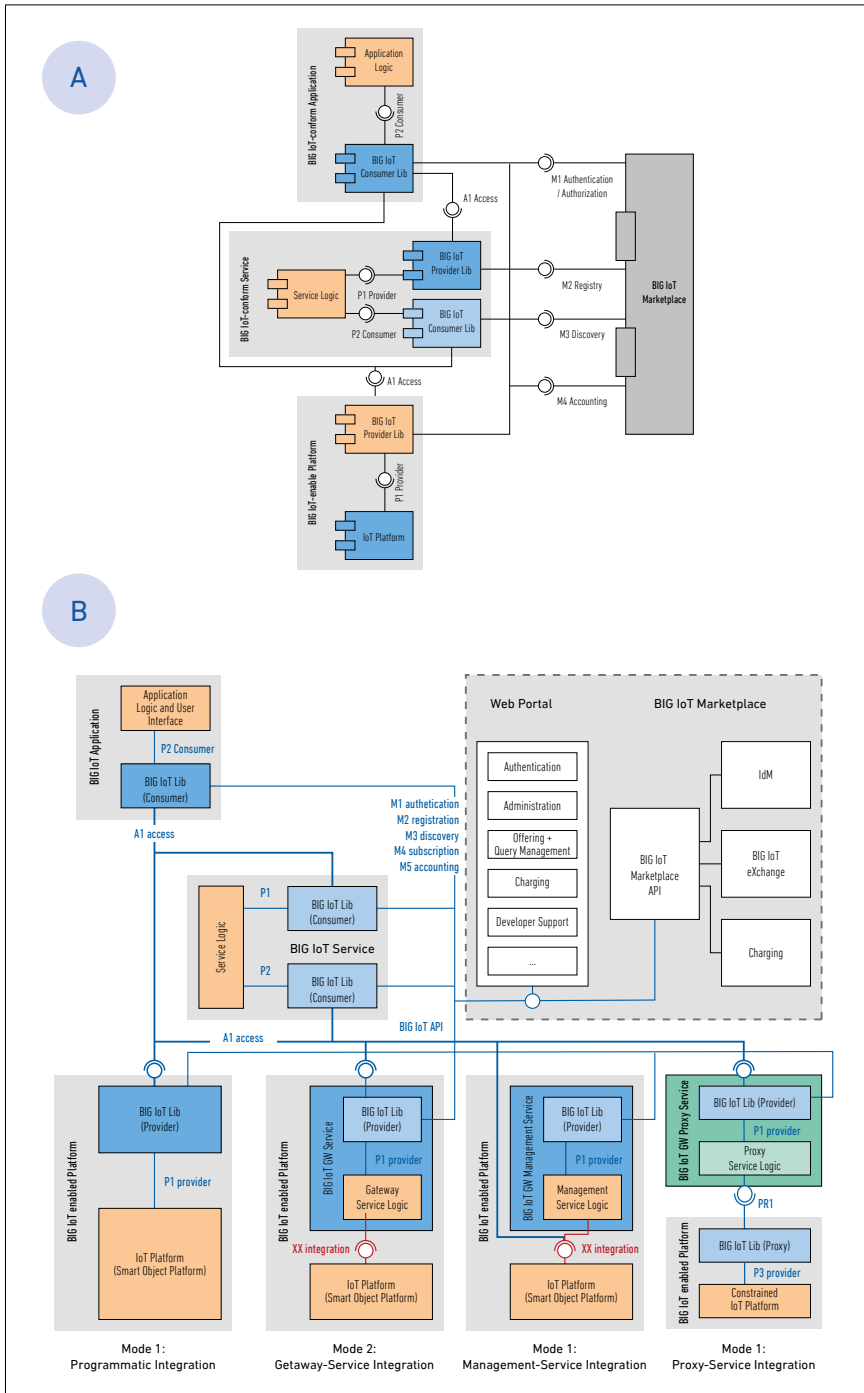 A
BIG IoT-conform Application
Application
Logic
P2 Consumer
BIG IoT
Consumer Lib
A1 Access
M1 Authentication
/ Authorization
BIG IoT-conform Service
Service Logic
P1 Provider
P2 Consumer
BIG IoT
Provider Lib
BIG IoT
Consumer Lib
M2 Registry
M3 Discovery
M4 Accounting
BIG IoT
Marketplace
A1 Access
BIG IoT-enable Platform
BIG IoT
Provider Lib
P1 Provider
IoT Platform
B
BIG IoT Application
Application
Logic and User
Interface
P2 Consumer
BIG IoT Lib
(Consumer)
A1 access
M1 authetication
M2 registration
M3 discovery
M4 subscription
M5 accounting
Web Portal
Authentication
Administration
Offering +
Query Management
Charging
Developer Support
...
BIG IoT Marketplace
BIG IoT
Marketplace
API
IdM
BIG IoT
eXchange
Charging
Service Logic
P1
BIG IoT Lib
(Consumer)
BIG IoT Service
P2
BIG IoT Lib
(Consumer)
BIG IoT API
A1 access
BIG IoT enabled Platform
BIG IoT Lib
(Provider)
P1 provider
IoT Platform
(Smart Object Platform)
Mode 1:
Programmatic Integration
BIG IoT enabled Platform
BIG IoT GW Service
BIG IoT Lib
(Provider)
P1 provider
Gateway
Service Logic
XX integration
IoT Platform
(Smart Object Platform)
Mode 2:
Getaway-Service Integration
BIG IoT enabled Platform
BIG IoT GW Management Service
BIG IoT Lib
(Provider)
P1 provider
Management
Service Logic
XX integration
IoT Platform
(Smart Object Platform)
Mode 1:
Management-Service Integration
BIG IoT GW Proxy Service
BIG IoT Lib (Provider)
P1 provider
Proxy
Service Logic
PR1
BIG IoT enabled Platform
BIG IoT Lib (Proxy)
P3 provider
Constrained
IoT Platform
Mode 1:
Proxy-Service Integration